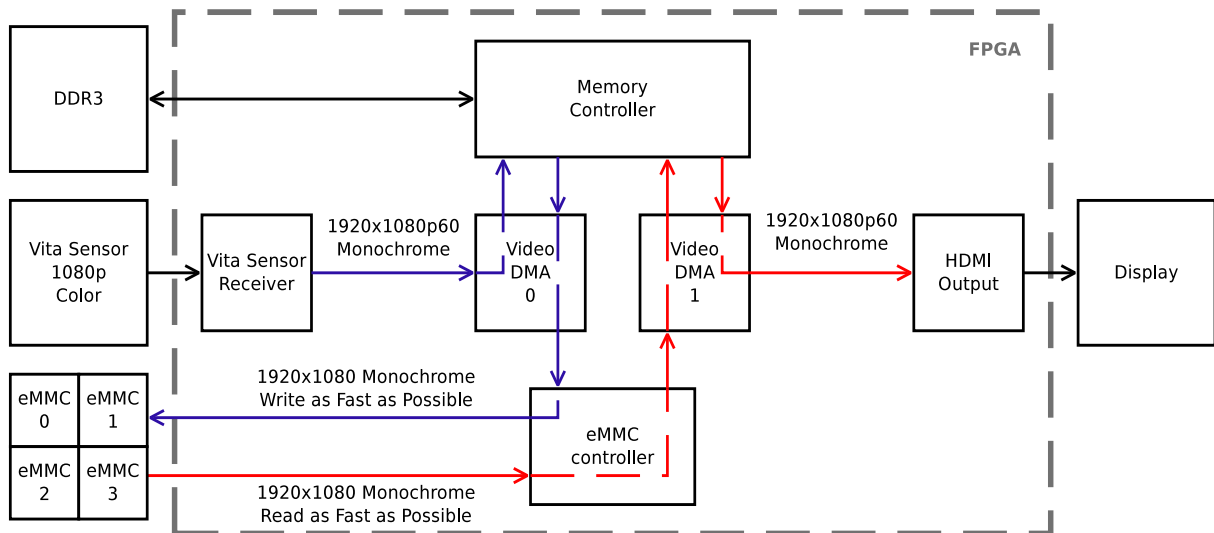 FPGA
DDR3
Memory
Controller
Vita Sensor
1080p
Color
Vita Sensor
Receiver
1920x1080p60
Monochrome
Video
DMA
0
Video
DMA
1
1920x1080p60
Monochrome
HDMI
Output
Display
eMMC
0
eMMC
1
eMMC
2
eMMC
3
1920x1080 Monochrome
Write as Fast as Possible
eMMC
controller
1920x1080 Monochrome
Read as Fast as Possible